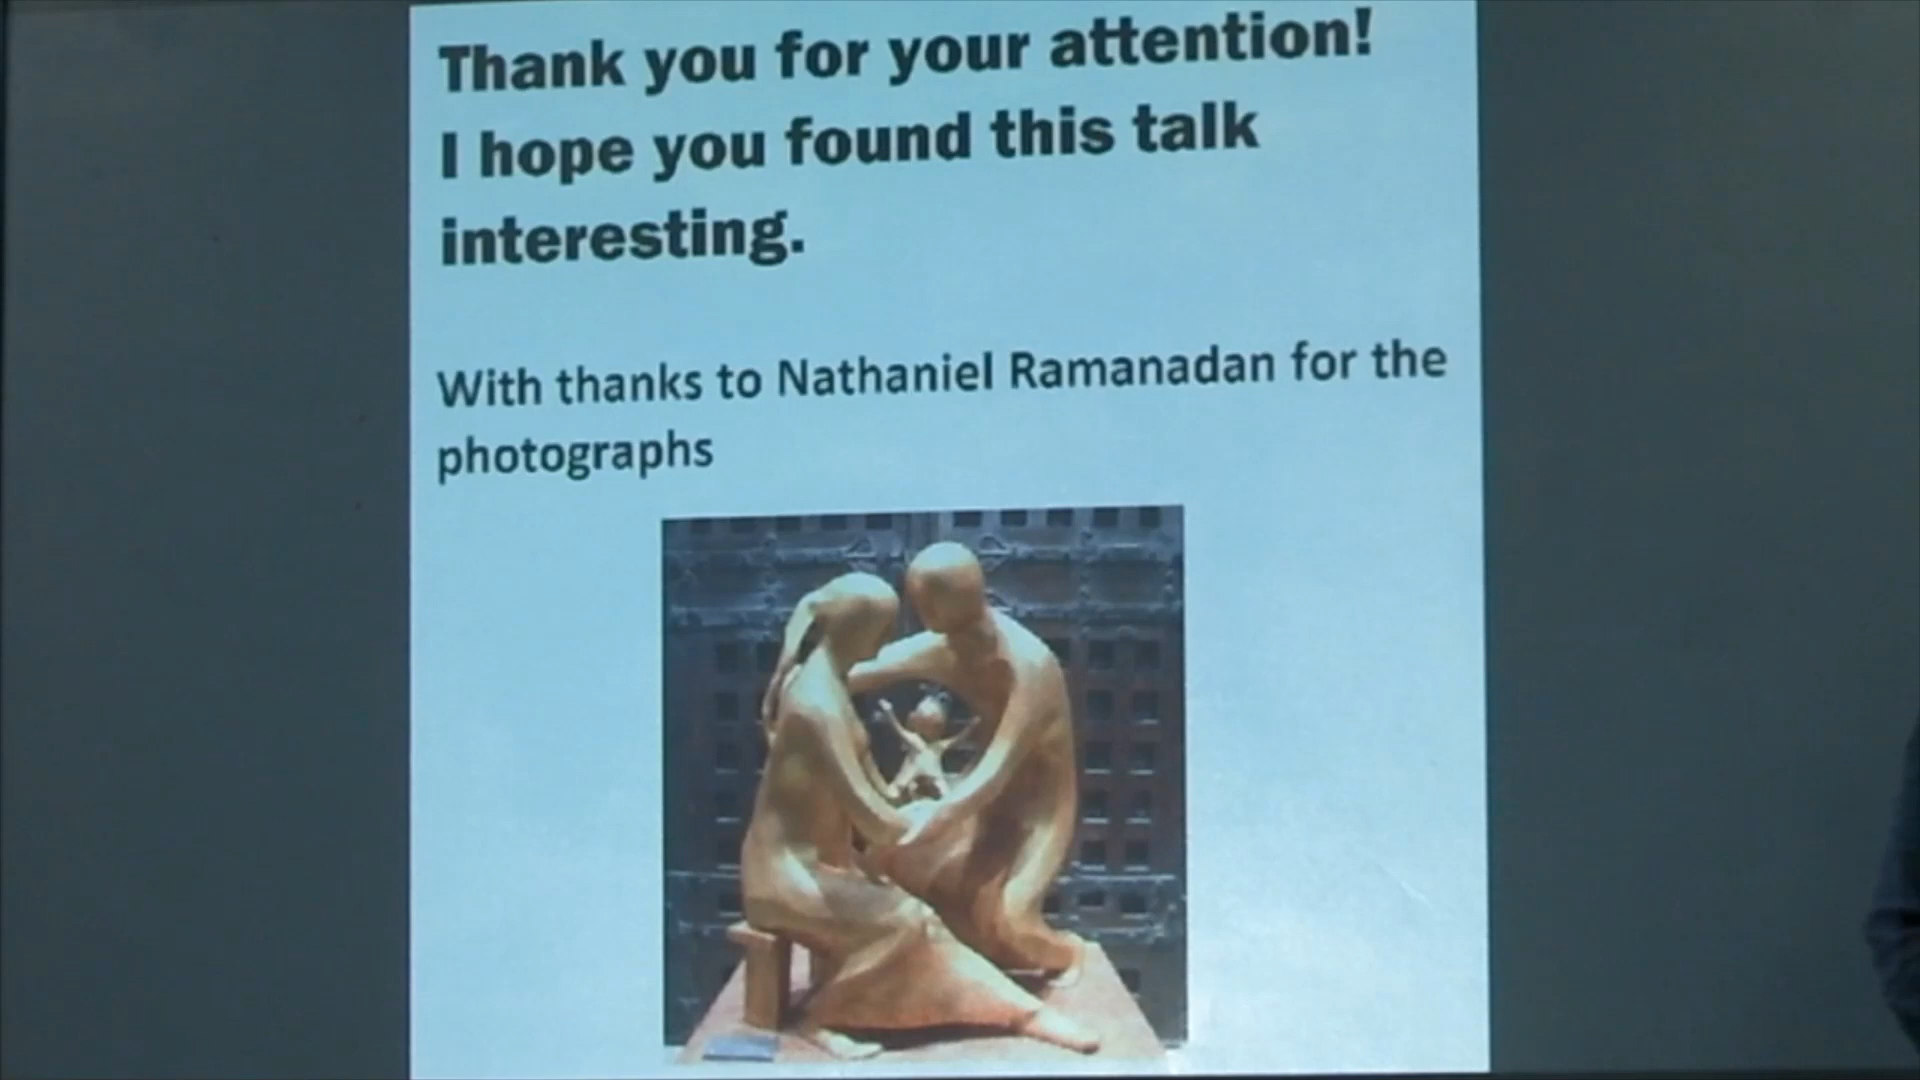 Thank you for your attention!
I hope you found this talk
interesting.
With thanks to Nathaniel Ramanadan for the
photographs